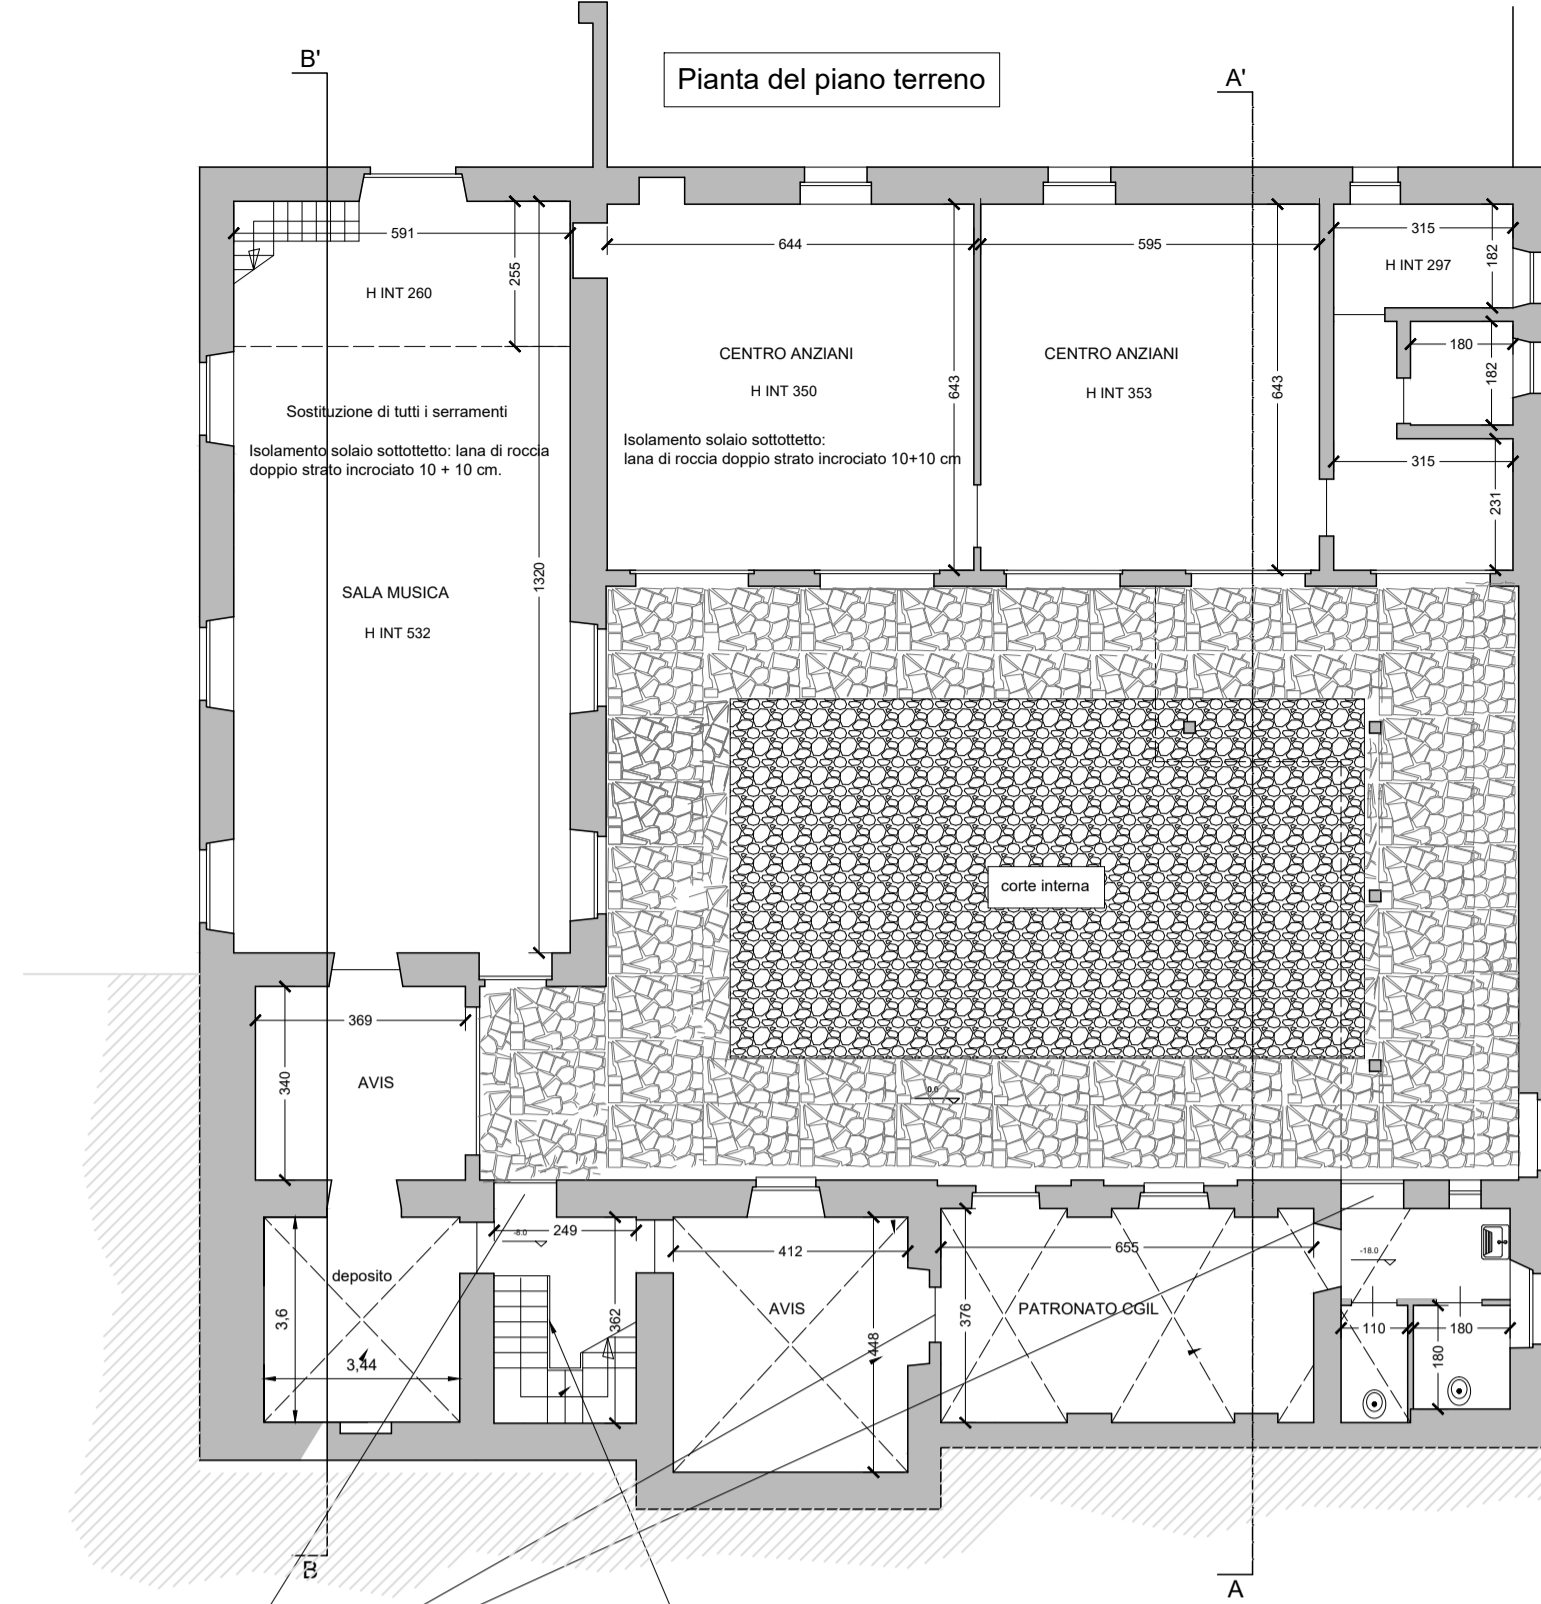 B'
Pianta del piano terreno
A'
591
255
H INT 260
644
595
315
182
H INT 297
180
182
CENTRO ANZIANI
H INT 350
643
CENTRO ANZIANI
H INT 353
643
Sostituzione di tutti i serramenti
Isolamento solaio sottottetto: lana di roccia
doppio strato incrociato 10 + 10 cm.
Isolamento solaio sottottetto:
lana di roccia doppio strato incrociato 10+10 cm
315
231
1320
SALA MUSICA
H INT 532
corte interna
369
340
AVIS
0.0
-8.0
249
412
655
-18.0
deposito
3,6
3,44
362
AVIS
448
376
PATRONATO CGIL
110
180
180
B
A